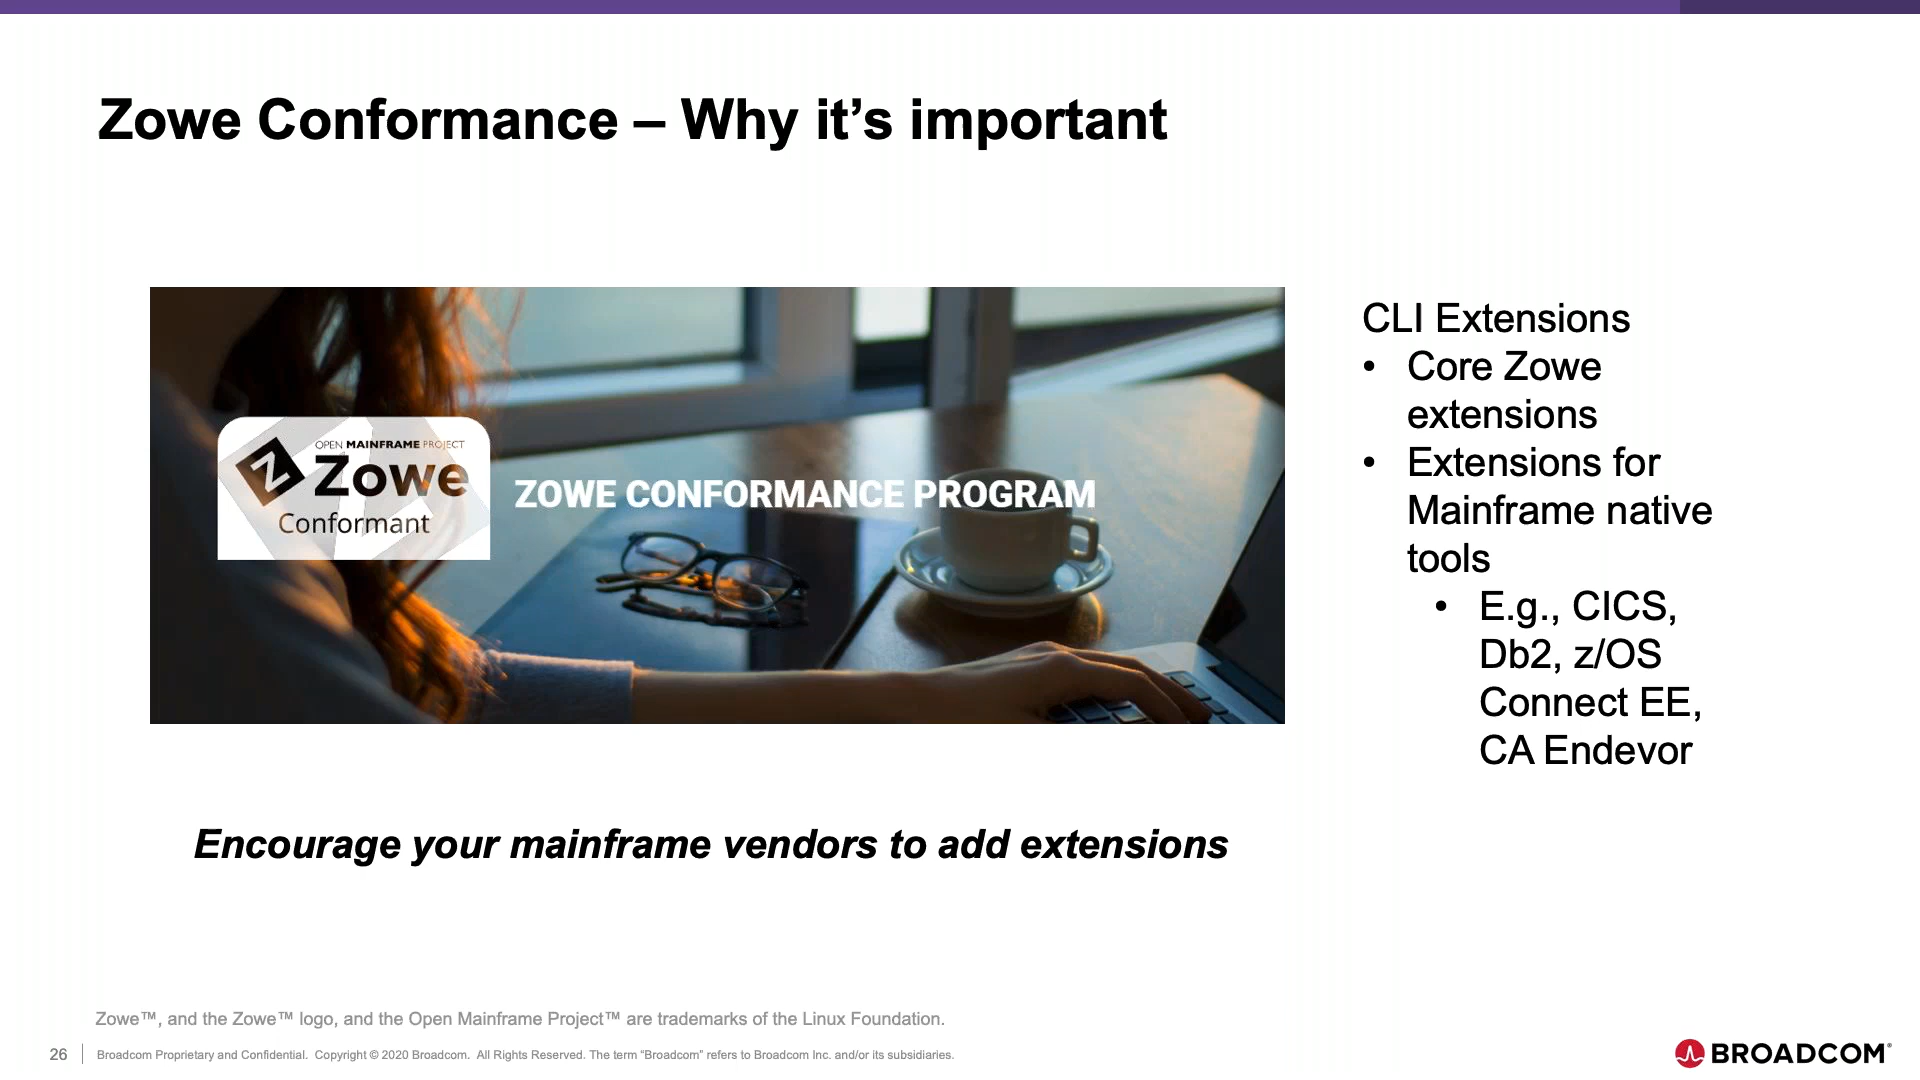 Zowe Conformance – Why it’s important
OPEN MAINFRAME PROJECT
Zowe
Conformant
ZOWE CONFORMANCE PROGRAM
CLI Extensions
• Core Zowe
extensions
• Extensions for
Mainframe native
tools
• E.g., CICS,
Db2, z/OS
Connect EE,
CA Endevor
Encourage your mainframe vendors to add extensions
Zowe™, and the Zowe™ logo, and the Open Mainframe Project™ are trademarks of the Linux Foundation.
26
Broadcom Proprietary and Confidential. Copyright © 2020 Broadcom. All Rights Reserved. The term “Broadcom” refers to Broadcom Inc. and/or its subsidiaries.
BROADCOM®